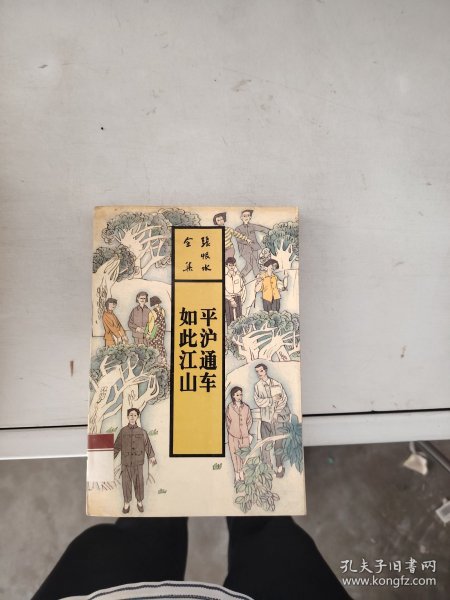 张恨水
全集
平沪通车
如此江山
孔夫子旧书网
www.kongfz.com